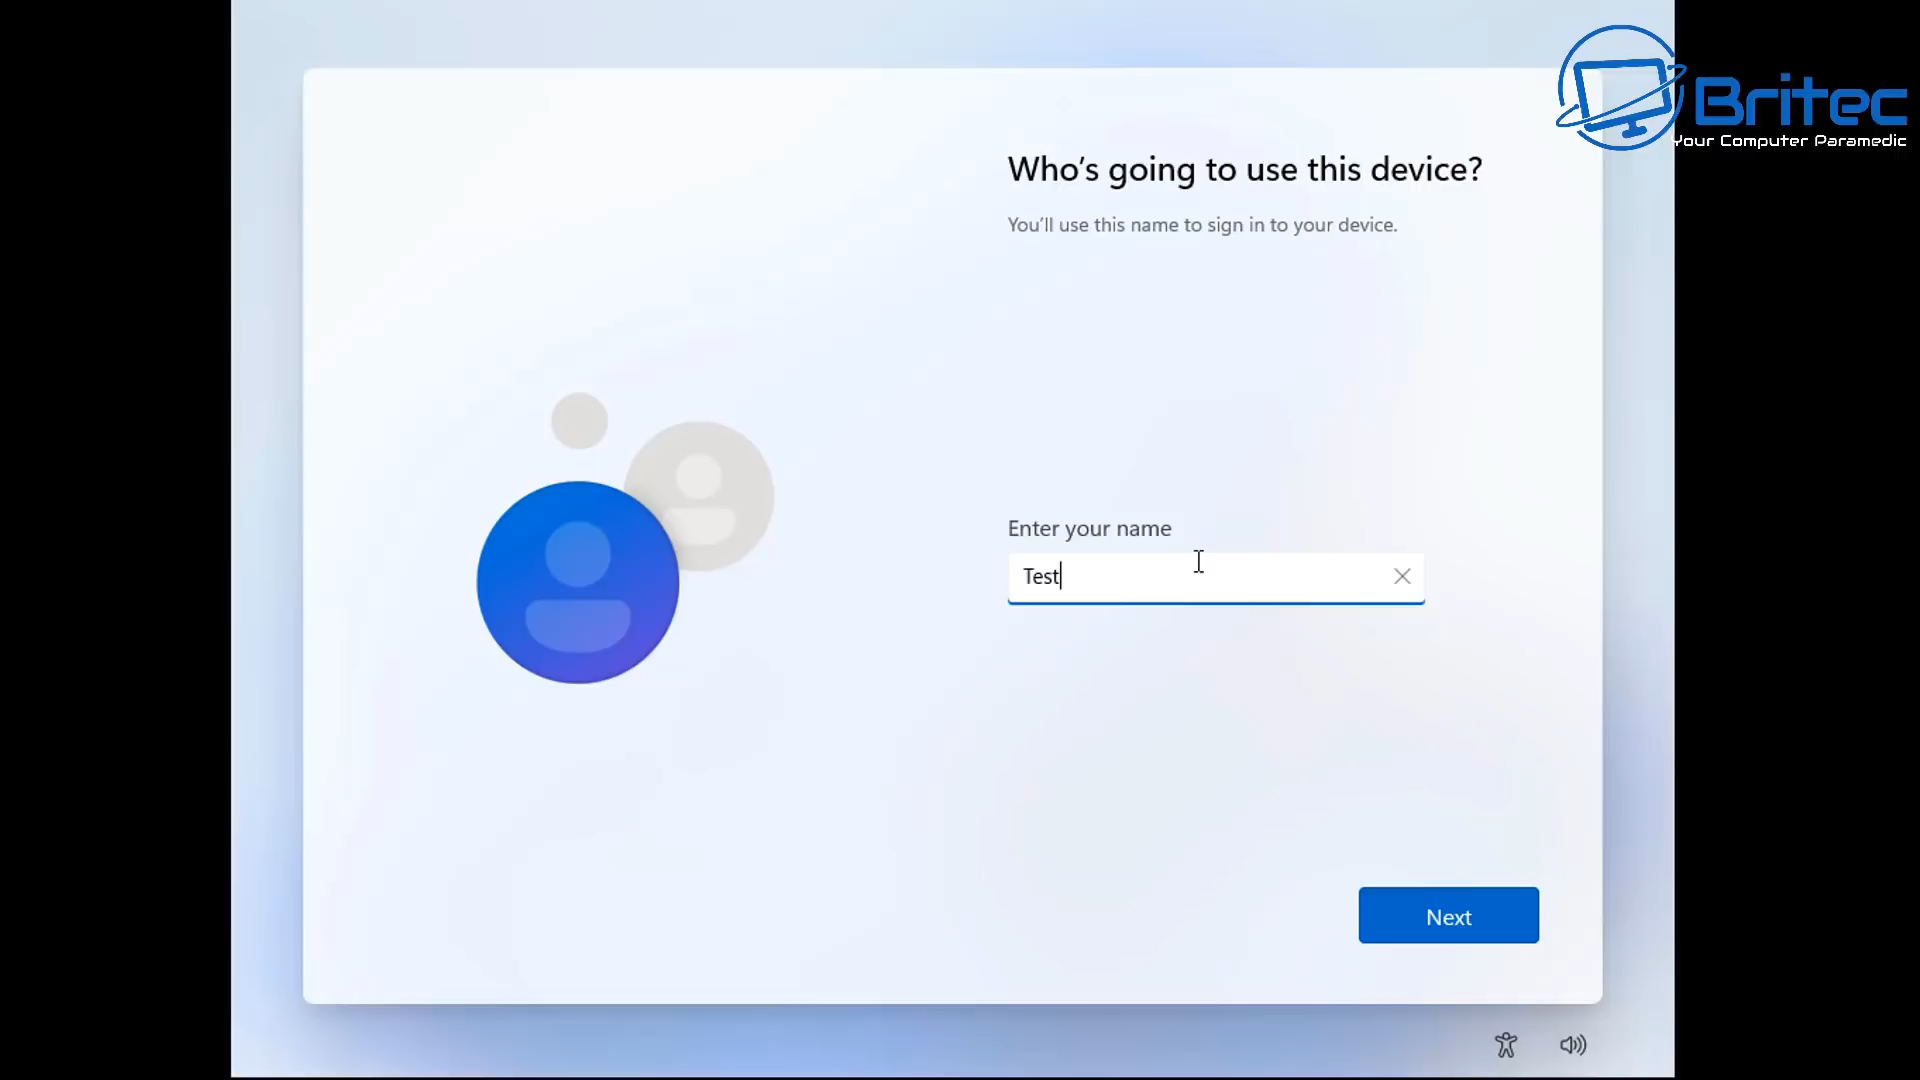 Britec
Your Computer Paramedic
Who's going to use this device?
You'll use this name to sign in to your device.
Enter your name
Test
Next